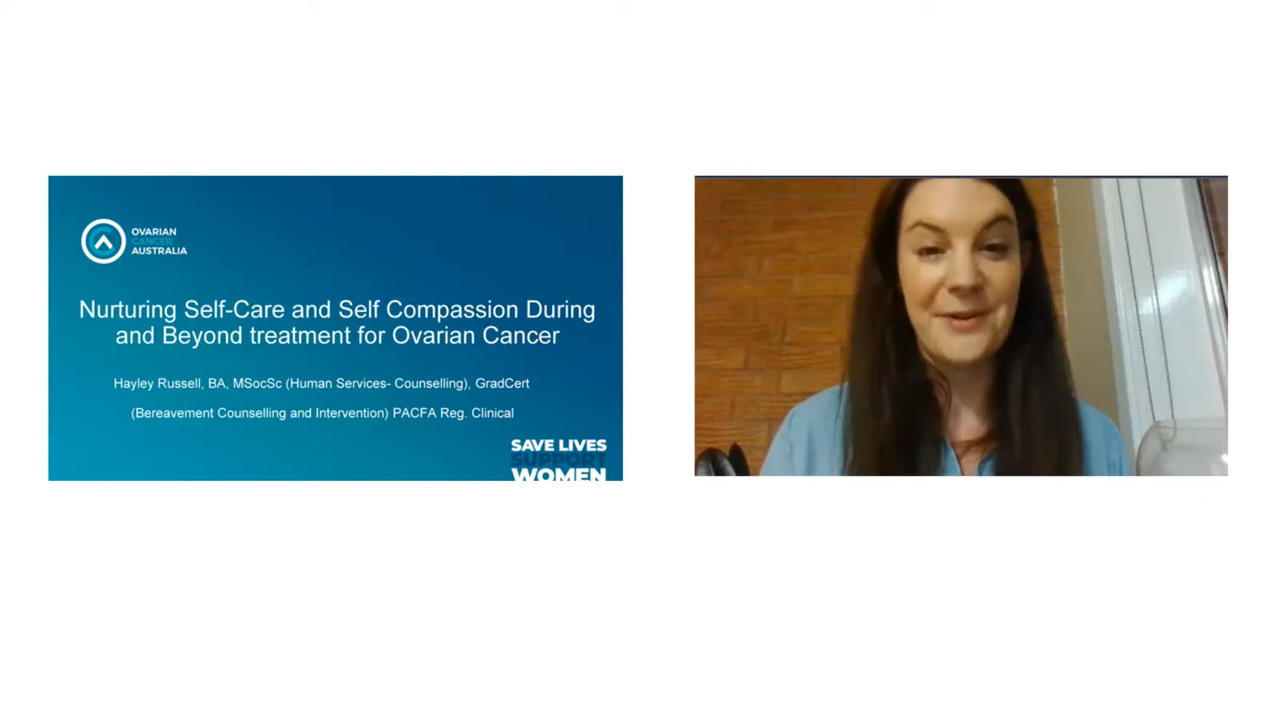 OVARIAN
CANCER
AUSTRALIA
Nurturing Self-Care and Self Compassion During
and Beyond treatment for Ovarian Cancer
Hayley Russell, BA, MSocSc (Human Services- Counselling), GradCert
(Bereavement Counselling and Intervention) PACFA Reg. Clinical
SAVE LIVES
SUPPORT
WOMEN